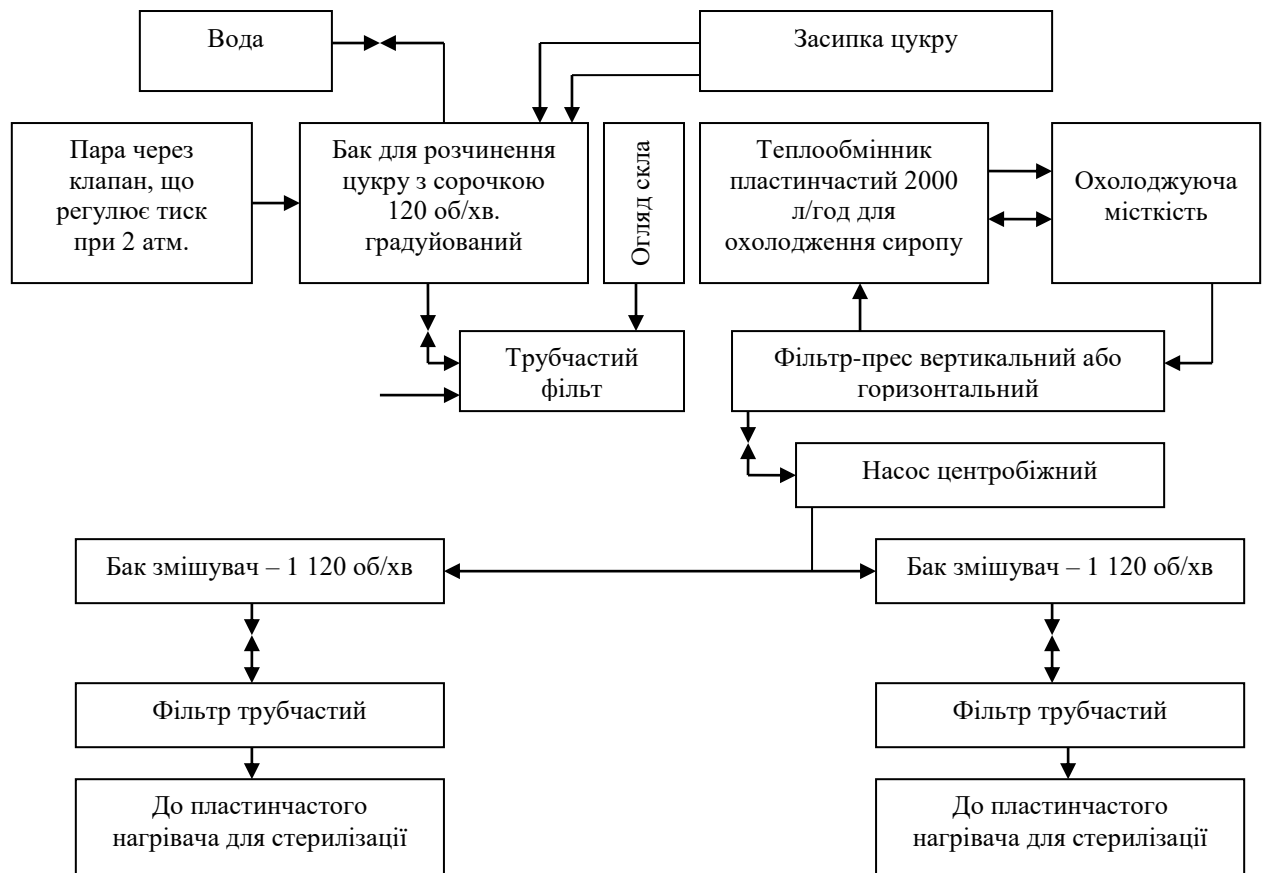 Вода
Засипка цукру
Пара через
клапан, що
регулює тиск
при 2 атм.
Бак для розчинення
цукру з сорочкою
120 об/хв.
градуйований
Огляд скла
Теплообмінник
пластинчастий 2000
л/год для
охолодження сиропу
Охолоджуюча
місткість
Трубчастий
фільт
Фільтр-прес вертикальний або
горизонтальний
Насос центробіжний
Бак змішувач – 1 120 об/хв
Бак змішувач – 1 120 об/хв
Фільтр трубчастий
Фільтр трубчастий
До пластинчастого
нагрівача для стерилізації
До пластинчастого
нагрівача для стерилізації